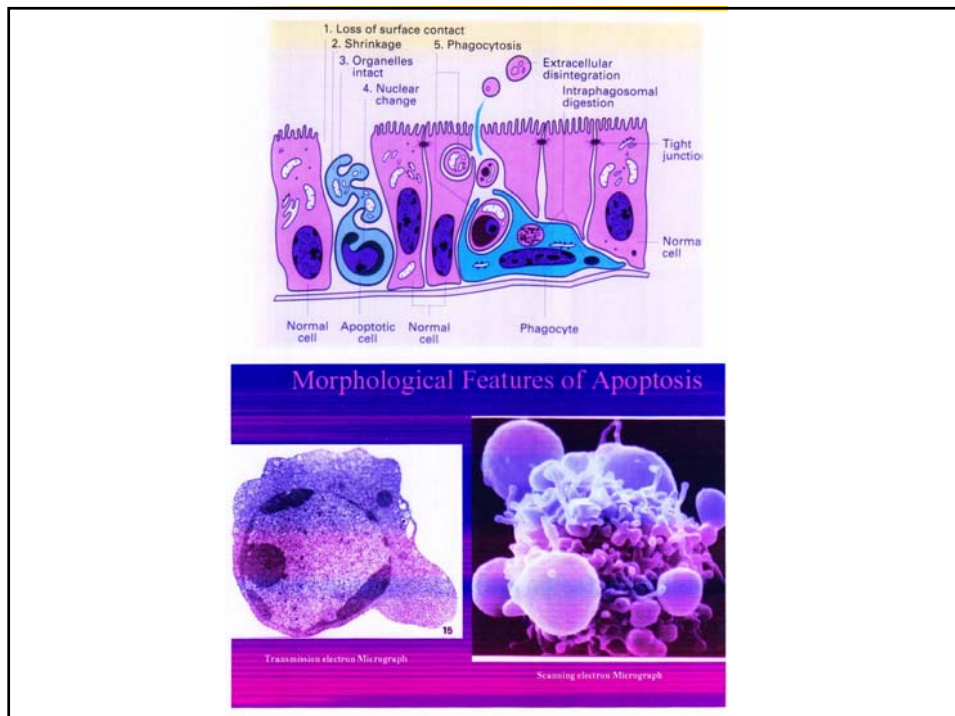 1. Loss of surface contact
2. Shrinkage
5. Phagocytosis
3. Organelles
intact
4. Nuclear
change
Extracellular
disintegration
Intraphagosomal
digestion
Tight
junctio
Norma
cell
Normal
cell
Apoptotic
cell
Normal
cell
Phagocyte
Morphological Features of Apoptosis
15
Transmission electron Micrograph
Scanning electron Micrograph